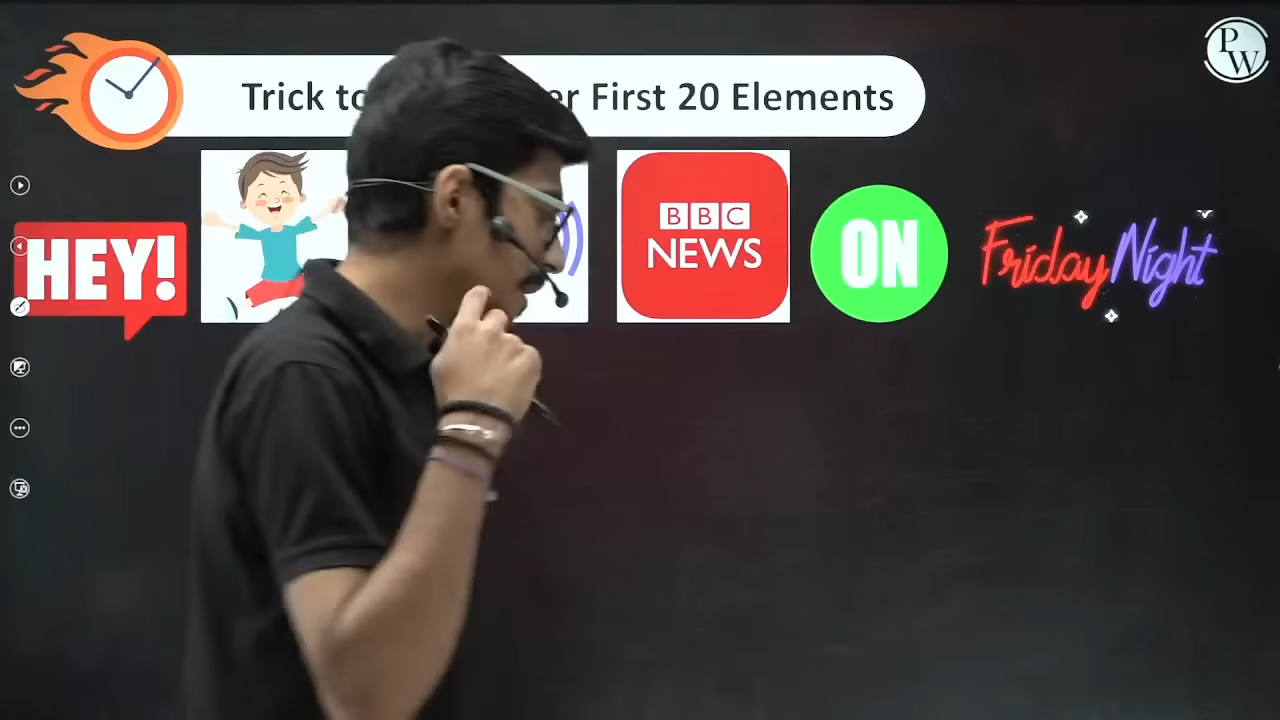 Trick to er First 20 Elements
PW
HEY!
BBC
NEWS
ON
Friday Night